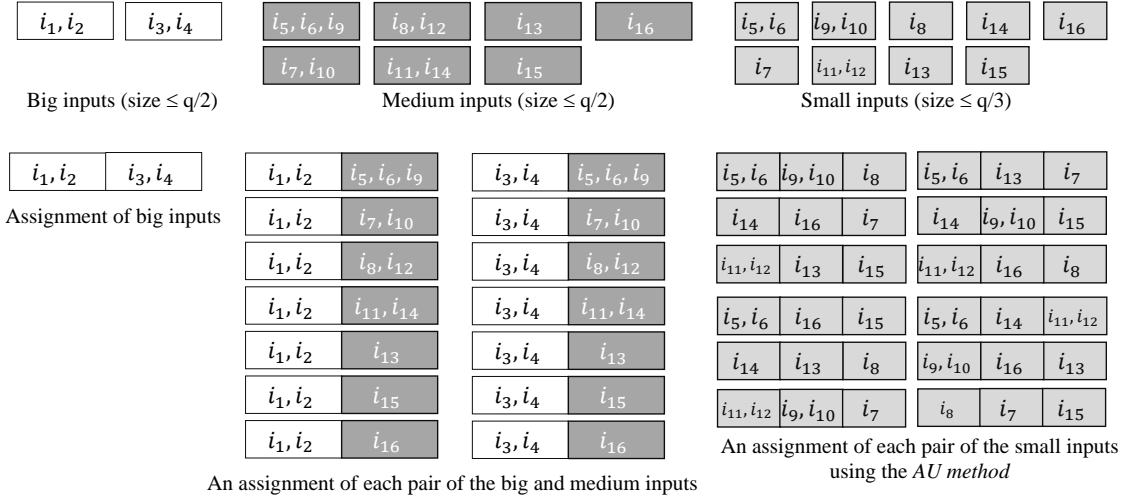 i₁, i₂ i₃, i₄
Big inputs (size ≤ q/2)
i₅, i₆, i₉ i₈, i₁₂ i₁₃ i₁₆
i₇, i₁₀ i₁₁, i₁₄ i₁₅
Medium inputs (size ≤ q/2)
i₅, i₆ i₉, i₁₀ i₈ i₁₄ i₁₆
i₇ i₁₁, i₁₂ i₁₃ i₁₅
Small inputs (size ≤ q/3)
i₁, i₂ i₃, i₄
Assignment of big inputs
i₁, i₂ i₅, i₆, i₉ i₃, i₄ i₅, i₆, i₉
i₁, i₂ i₇, i₁₀ i₃, i₄ i₇, i₁₀
i₁, i₂ i₈, i₁₂ i₃, i₄ i₈, i₁₂
i₁, i₂ i₁₁, i₁₄ i₃, i₄ i₁₁, i₁₄
i₁, i₂ i₁₃ i₃, i₄ i₁₃
i₁, i₂ i₁₅ i₃, i₄ i₁₅
i₁, i₂ i₁₆ i₃, i₄ i₁₆
An assignment of each pair of the big and medium inputs
i₅, i₆ i₉, i₁₀ i₈ i₅, i₆ i₁₃ i₇
i₁₄ i₁₆ i₇ i₁₄ i₉, i₁₀ i₁₅
i₁₁, i₁₂ i₁₃ i₁₅ i₁₁, i₁₂ i₁₆ i₈
i₅, i₆ i₁₆ i₁₅ i₅, i₆ i₁₄ i₁₁, i₁₂
i₁₄ i₁₃ i₈ i₉, i₁₀ i₁₆ i₁₃
i₁₁, i₁₂ i₉, i₁₀ i₇ i₈ i₇ i₁₅
An assignment of each pair of the small inputs
using the AU method